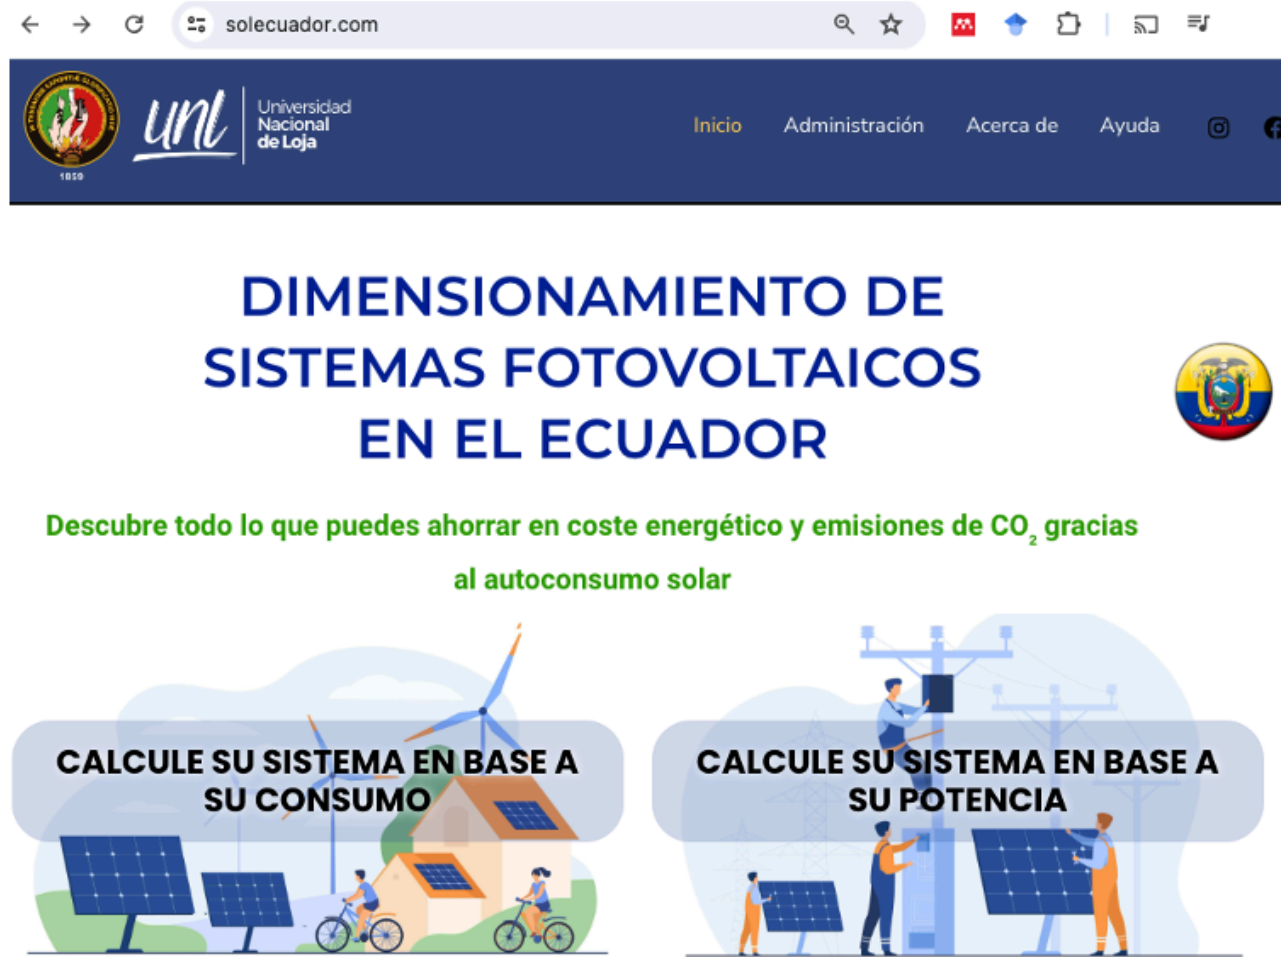 solecuador.com
unl
Universidad
Nacional
de Loja
1859
Inicio Administración Acerca de Ayuda
DIMENSIONAMIENTO DE
SISTEMAS FOTOVOLTAICOS
EN EL ECUADOR
Descubre todo lo que puedes ahorrar en coste energético y emisiones de CO₂ gracias
al autoconsumo solar
CALCULE SU SISTEMA EN BASE A
SU CONSUMO
CALCULE SU SISTEMA EN BASE A
SU POTENCIA